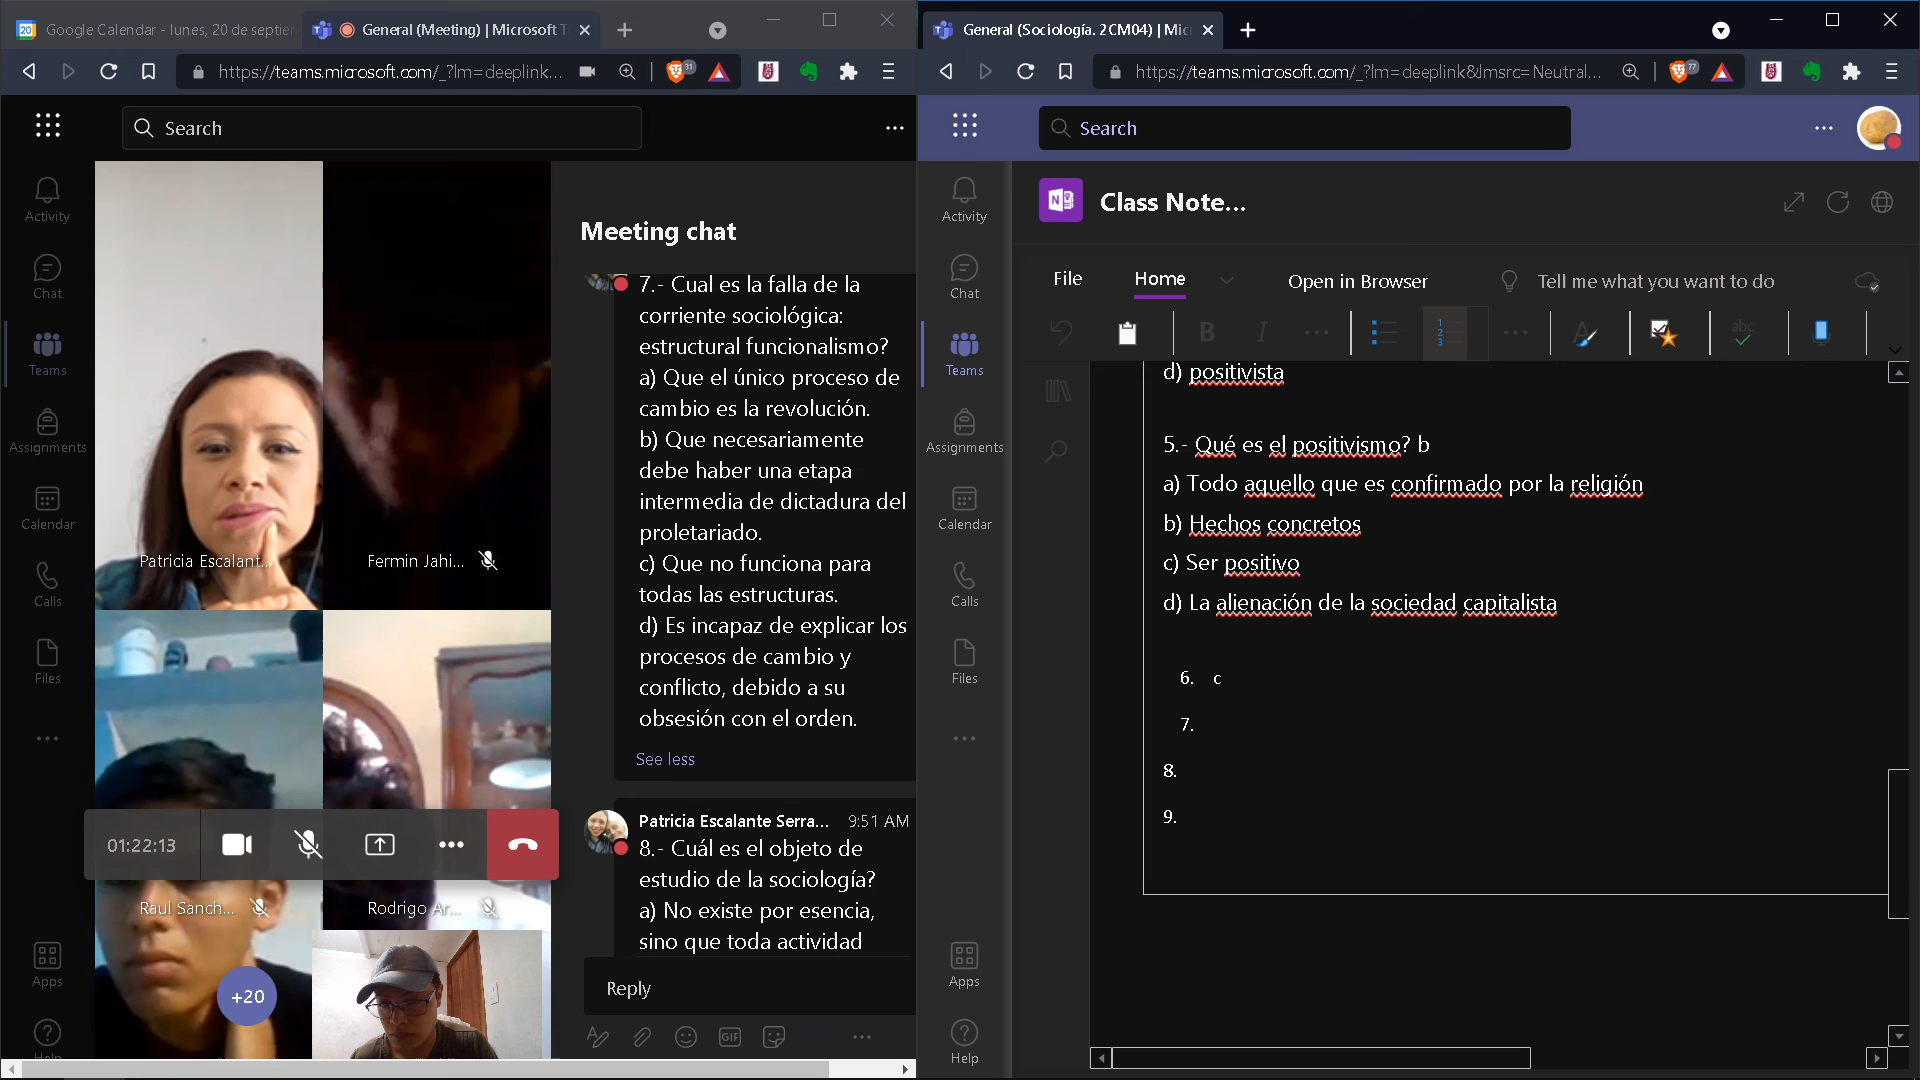 Google Calendar - lunes, 20 de septie
General (Meeting) | Microsoft T
https://teams.microsoft.com/_?lm=deeplink...
31
Search
Activity
Chat
Teams
Assignments
Calendar
Calls
Files
Apps
Help
Patricia Escalant...
Fermin Jahi...
01:22:13
Raul Sanch...
Rodrigo Ar...
+20
Meeting chat
7.- Cual es la falla de la
corriente sociológica:
estructural funcionalismo?
a) Que el único proceso de
cambio es la revolución.
b) Que necesariamente
debe haber una etapa
intermedia de dictadura del
proletariado.
c) Que no funciona para
todas las estructuras.
d) Es incapaz de explicar los
procesos de cambio y
conflicto, debido a su
obsesión con el orden.
See less
Patricia Escalante Serra... 9:51 AM
8.- Cuál es el objeto de
estudio de la sociología?
a) No existe por esencia,
sino que toda actividad
Reply
GIF
General (Sociología. 2CM04) | Mic
https://teams.microsoft.com/_?lm=deeplink&lmsrc=Neutral...
77
Search
Activity
Chat
Teams
Assignments
Calendar
Calls
Files
Apps
Help
Class Note...
File Home Open in Browser Tell me what you want to do
B I abc
d) positivista
5.- Qué es el positivismo? b
a) Todo aquello que es confirmado por la religión
b) Hechos concretos
c) Ser positivo
d) La alienación de la sociedad capitalista
6. c
7.
8.
9.